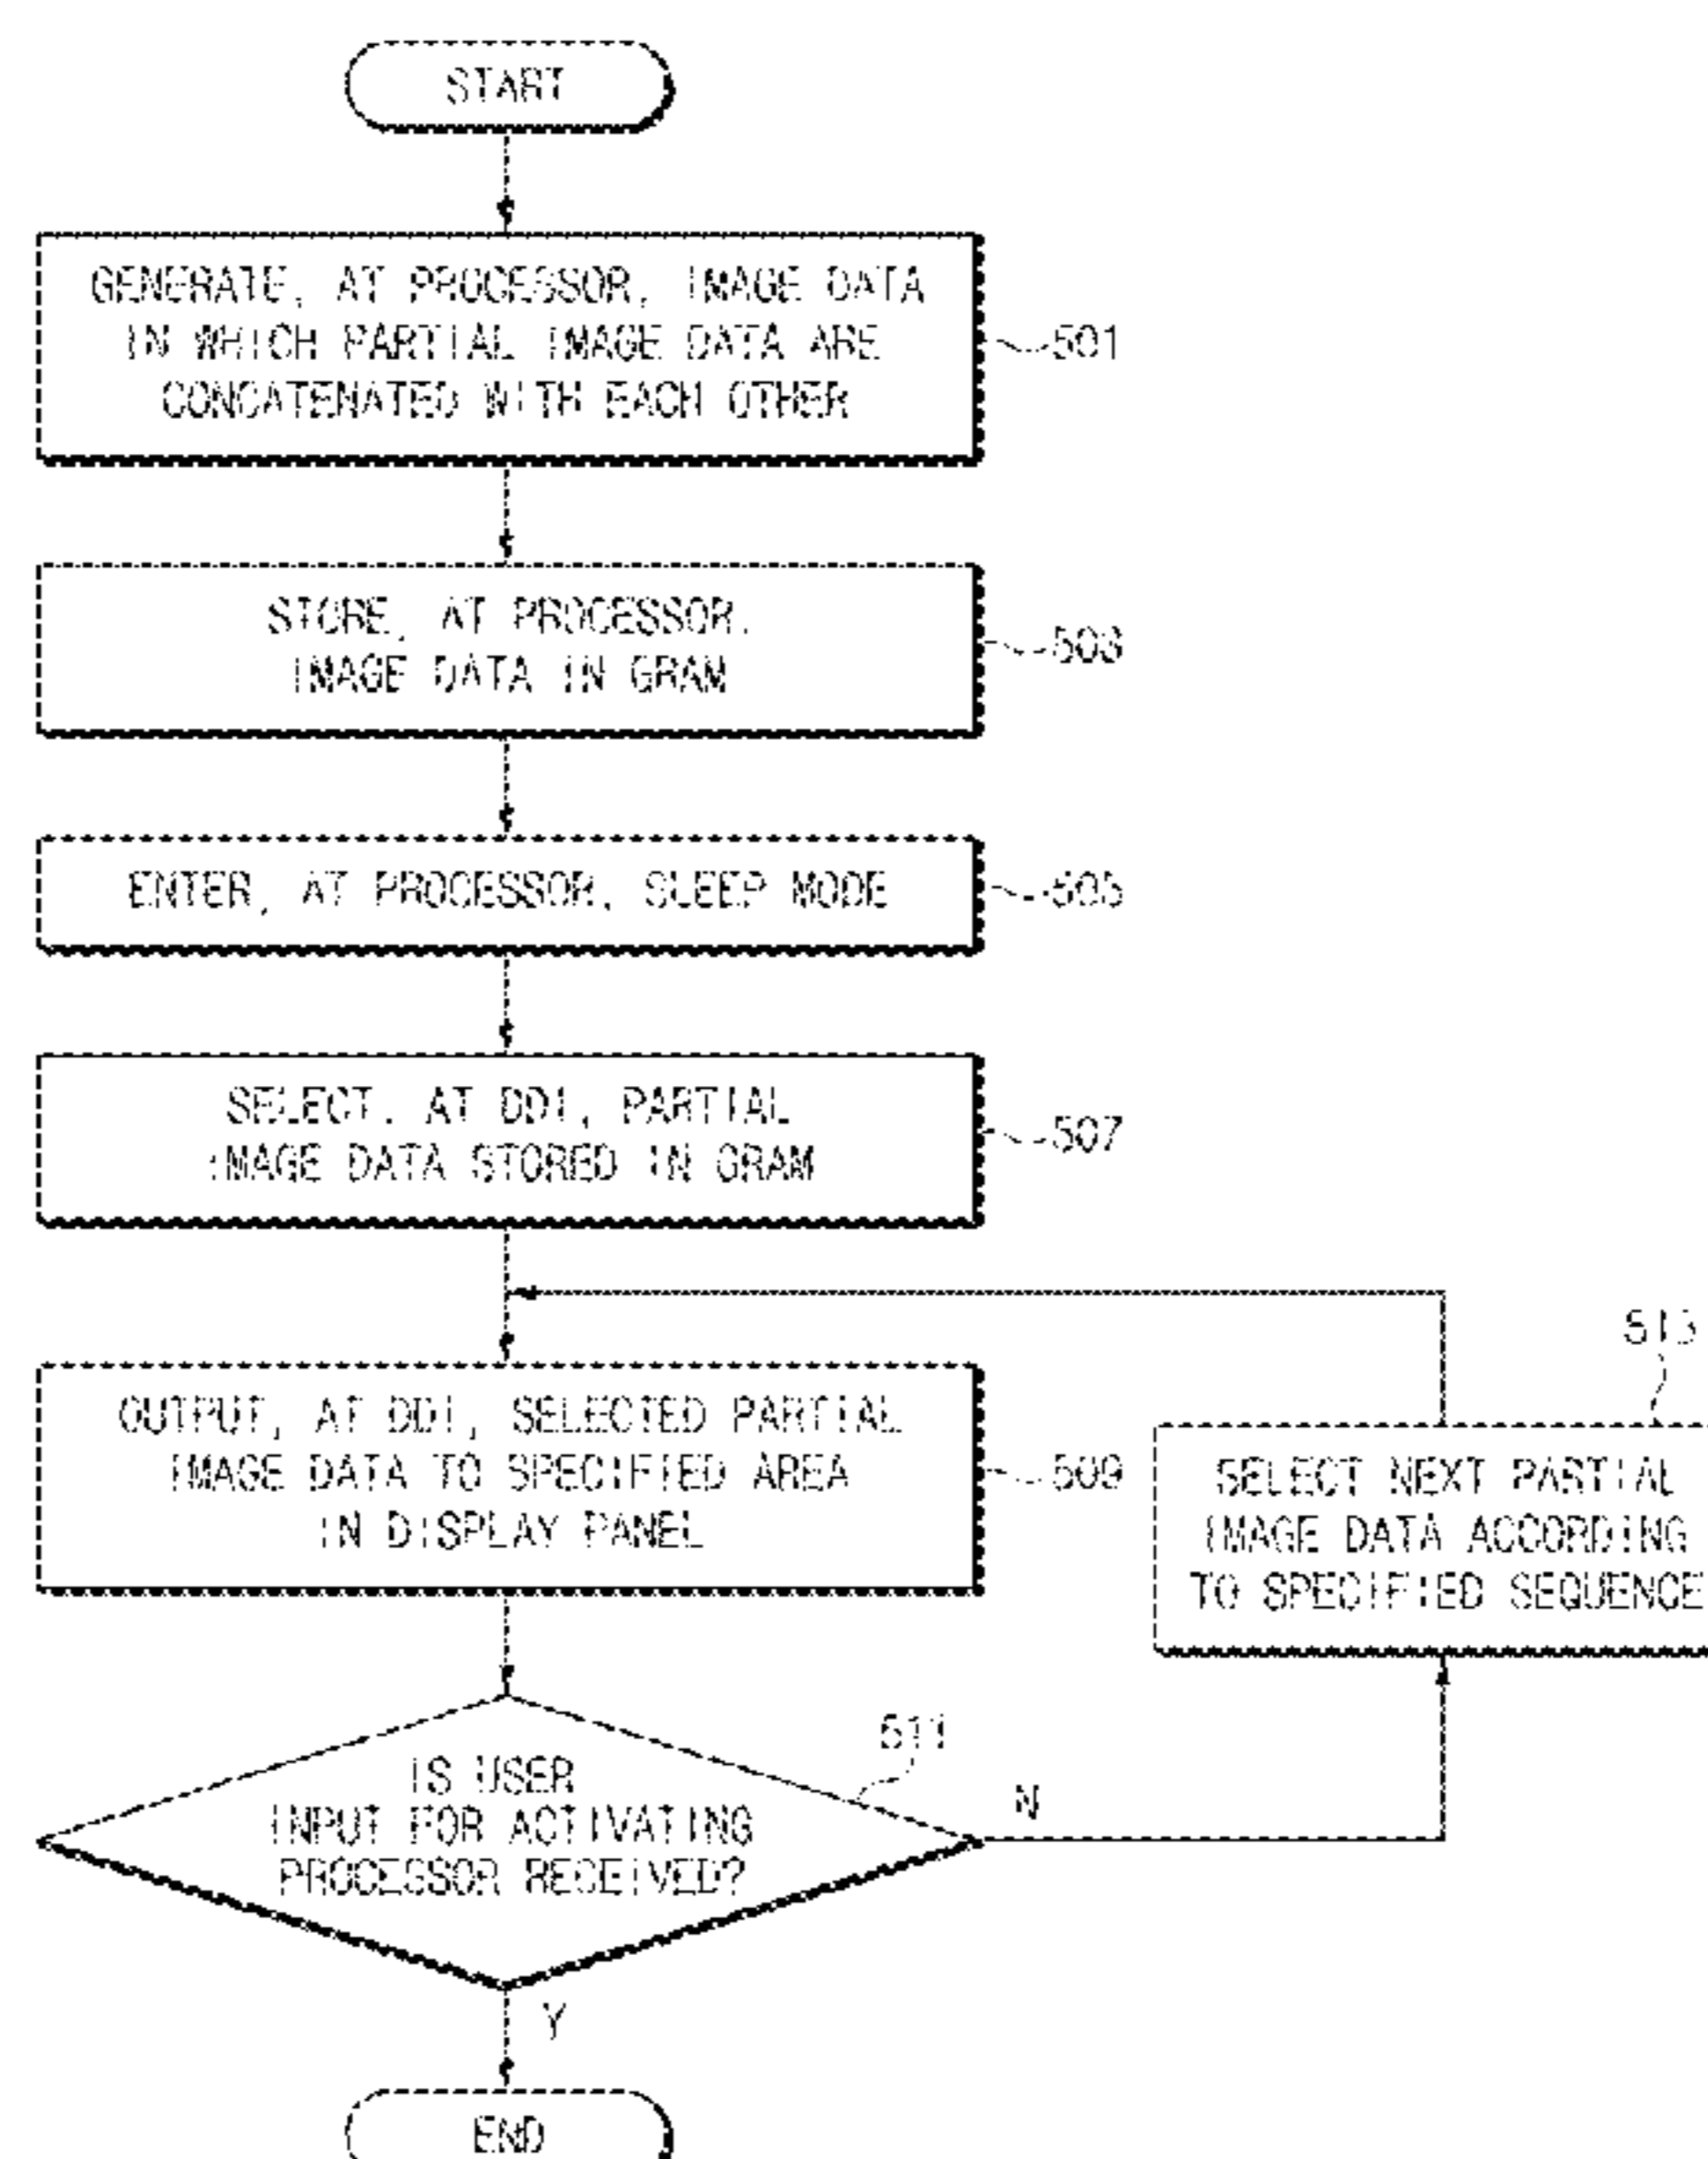 START
GENERATE, AT PROCESSOR, IMAGE DATA
IN WHICH PARTIAL IMAGE DATA ARE
CONCATENATED WITH EACH OTHER
501
STORE, AT PROCESSOR,
IMAGE DATA IN GRAM
503
ENTER, AT PROCESSOR, SLEEP MODE
505
SELECT, AT DDI, PARTIAL
IMAGE DATA STORED IN GRAM
507
OUTPUT, AT DDI, SELECTED PARTIAL
IMAGE DATA TO SPECIFIED AREA
IN DISPLAY PANEL
509
513
SELECT NEXT PARTIAL
IMAGE DATA ACCORDING
TO SPECIFIED SEQUENCE
511
IS USER
INPUT FOR ACTIVATING
PROCESSOR RECEIVED?
N
Y
END